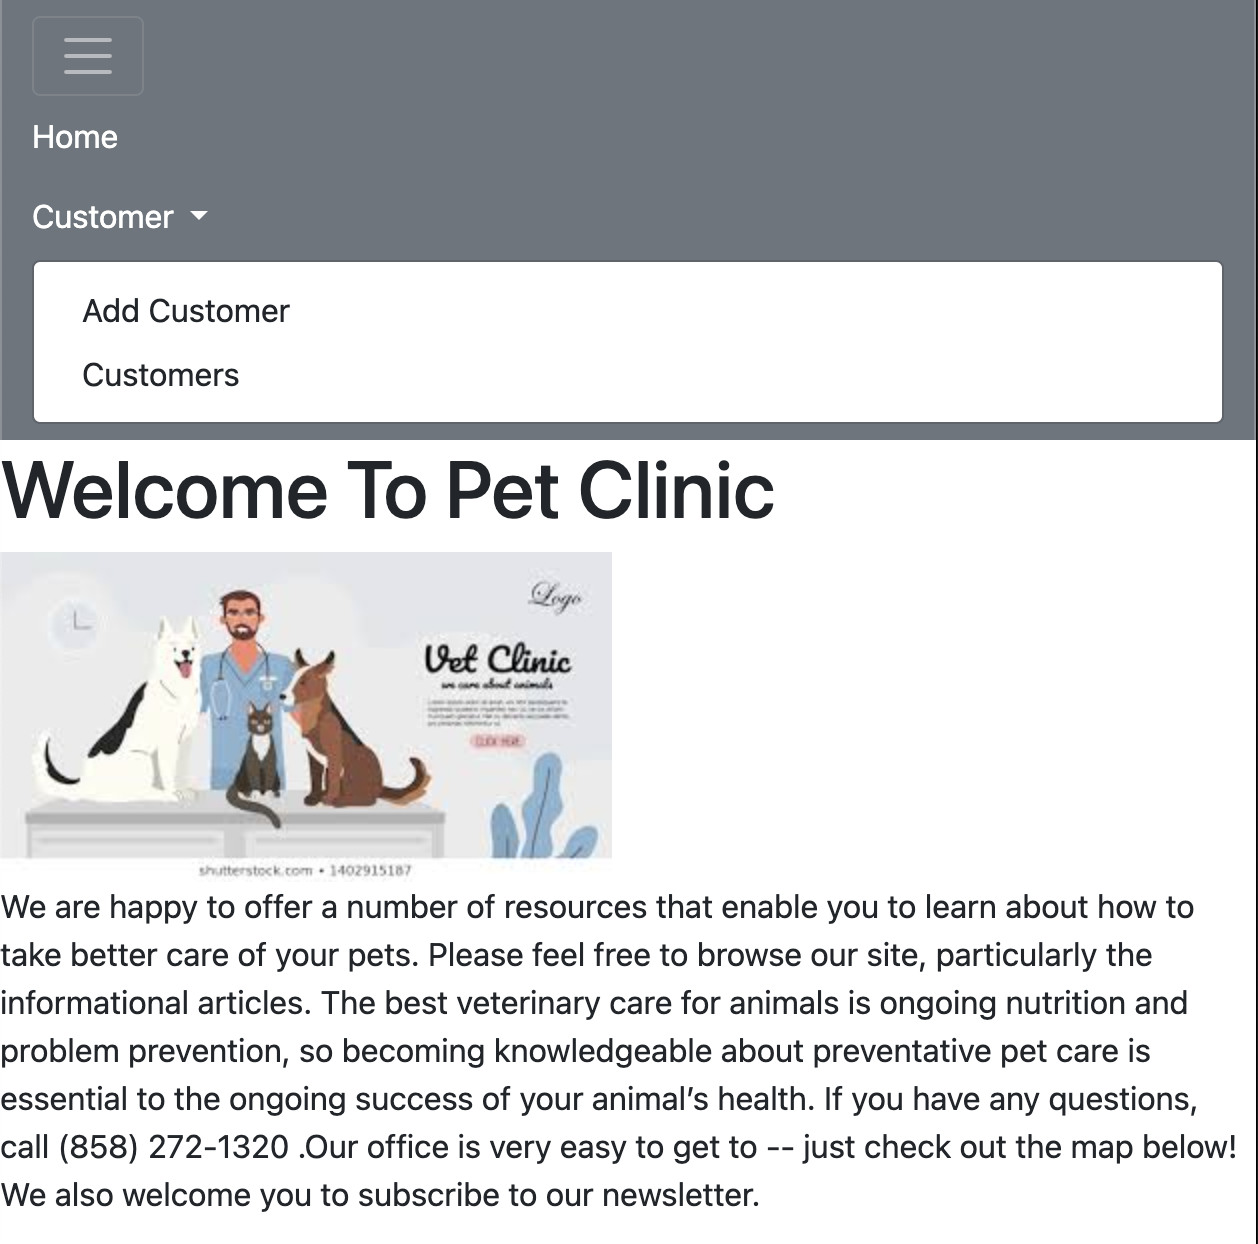 Home
Customer
Add Customer
Customers
Welcome To Pet Clinic
Logo
Vet Clinic
we care about animals
CLICK HERE
shutterstock.com • 1402915187
We are happy to offer a number of resources that enable you to learn about how to
take better care of your pets. Please feel free to browse our site, particularly the
informational articles. The best veterinary care for animals is ongoing nutrition and
problem prevention, so becoming knowledgeable about preventative pet care is
essential to the ongoing success of your animal’s health. If you have any questions,
call (858) 272-1320 .Our office is very easy to get to -- just check out the map below!
We also welcome you to subscribe to our newsletter.